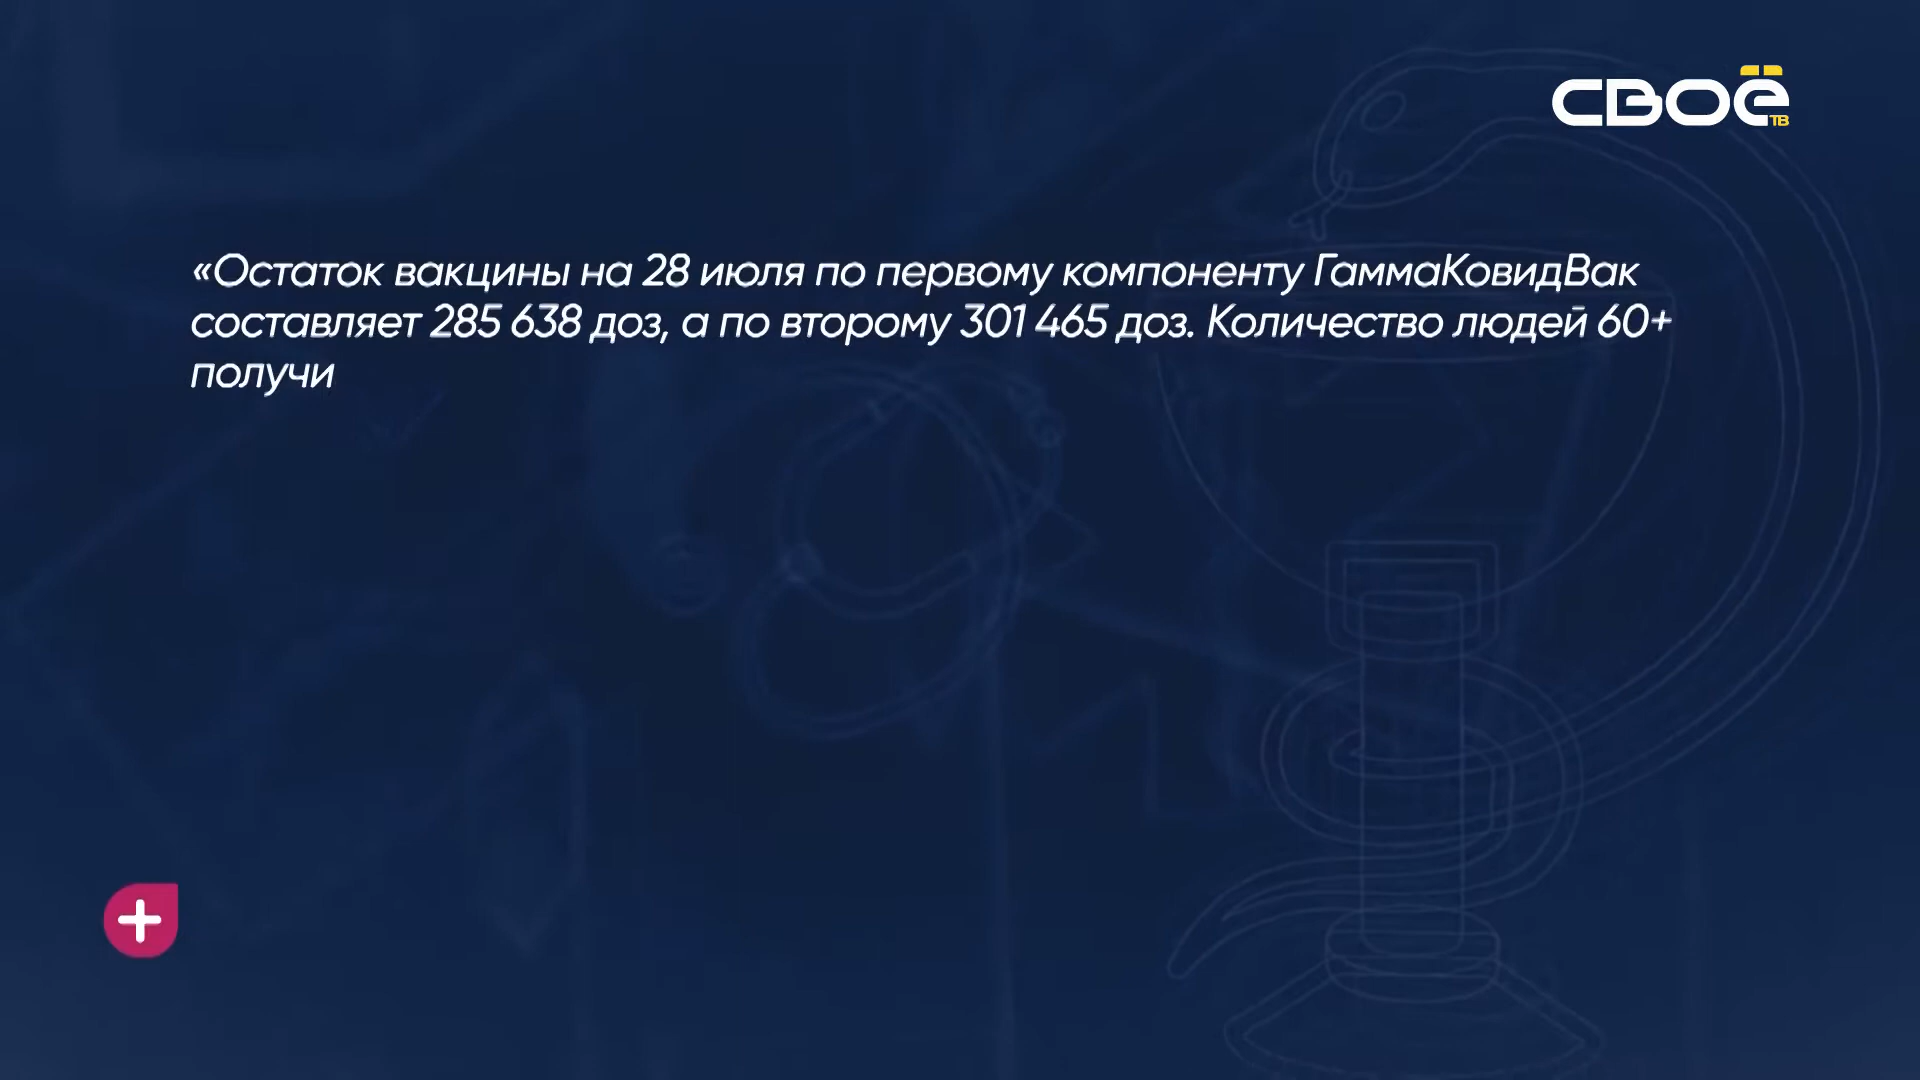 СВОЁ
ТВ
«Остаток вакцины на 28 июля по первому компоненту ГаммаКовидВак
составляет 285 638 доз, а по второму 301 465 доз. Количество людей 60+
получи